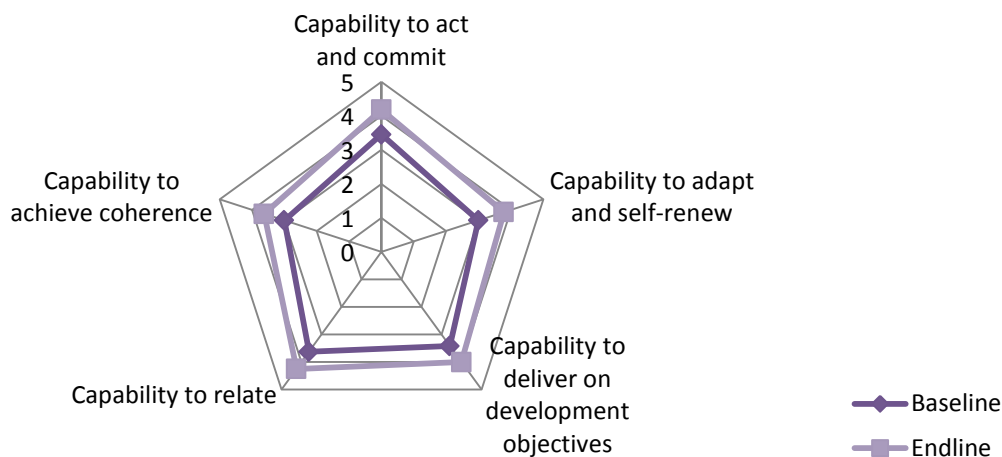 Capability to act
and commit
5
4
3
2
1
0
Capability to adapt
and self-renew
Capability to
deliver on
development
objectives
Capability to relate
Capability to
achieve coherence
Baseline
Endline